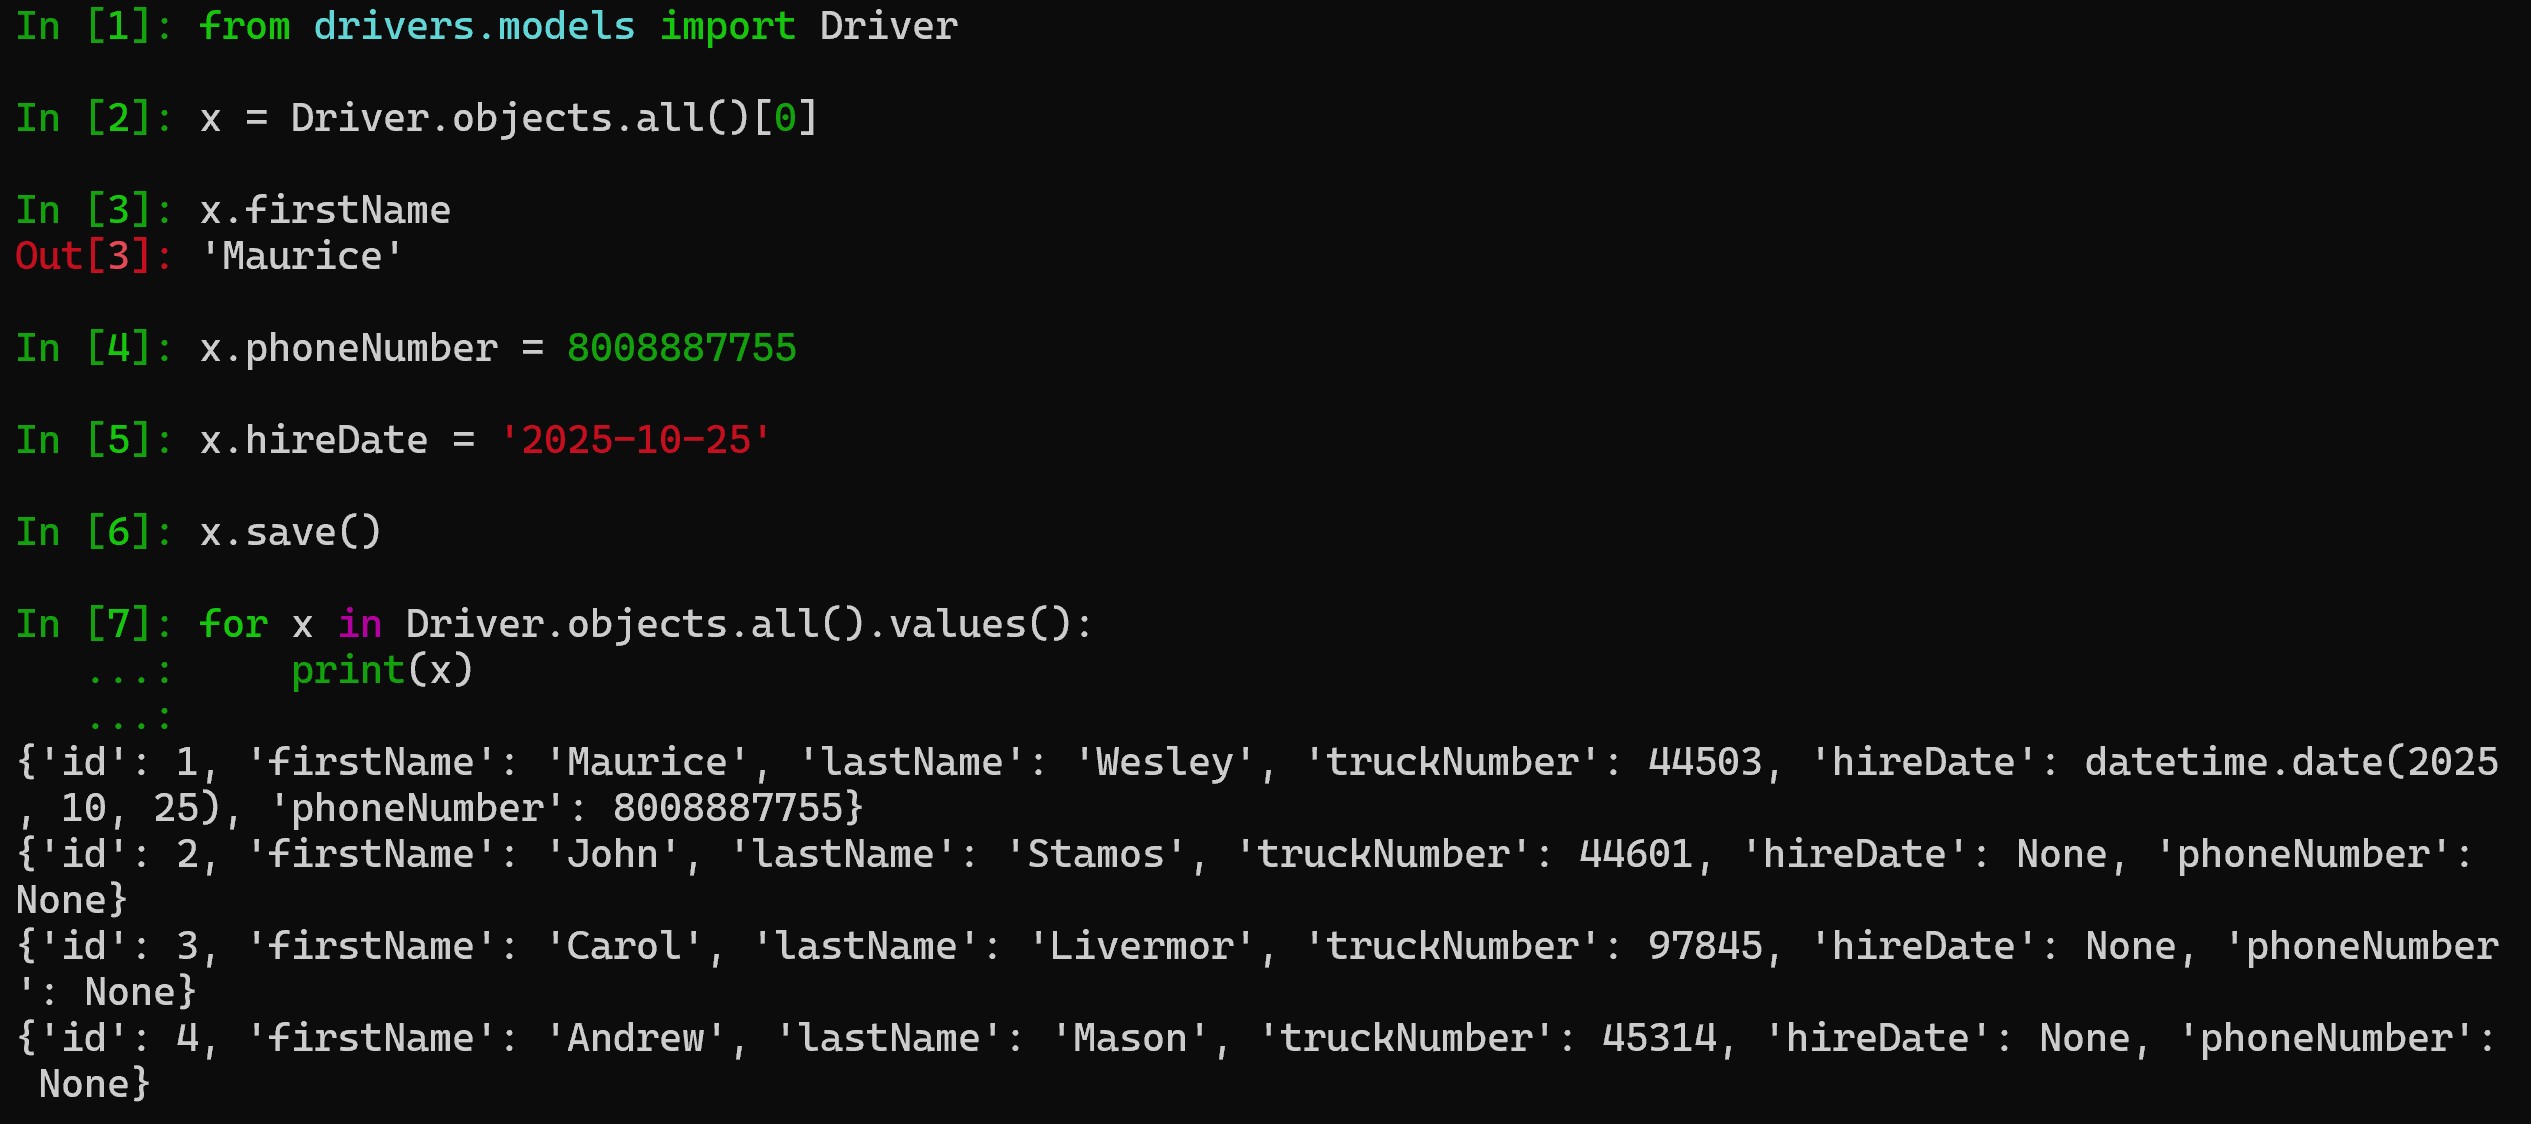 In [1]: from drivers.models import Driver
In [2]: x = Driver.objects.all()[0]
In [3]: x.firstName
Out[3]: 'Maurice'
In [4]: x.phoneNumber = 8008887755
In [5]: x.hireDate = '2025-10-25'
In [6]: x.save()
In [7]: for x in Driver.objects.all().values():
   ...:     print(x)
   ...:
{'id': 1, 'firstName': 'Maurice', 'lastName': 'Wesley', 'truckNumber': 44503, 'hireDate': datetime.date(2025
, 10, 25), 'phoneNumber': 8008887755}
{'id': 2, 'firstName': 'John', 'lastName': 'Stamos', 'truckNumber': 44601, 'hireDate': None, 'phoneNumber':
None}
{'id': 3, 'firstName': 'Carol', 'lastName': 'Livermor', 'truckNumber': 97845, 'hireDate': None, 'phoneNumber
': None}
{'id': 4, 'firstName': 'Andrew', 'lastName': 'Mason', 'truckNumber': 45314, 'hireDate': None, 'phoneNumber':
 None}